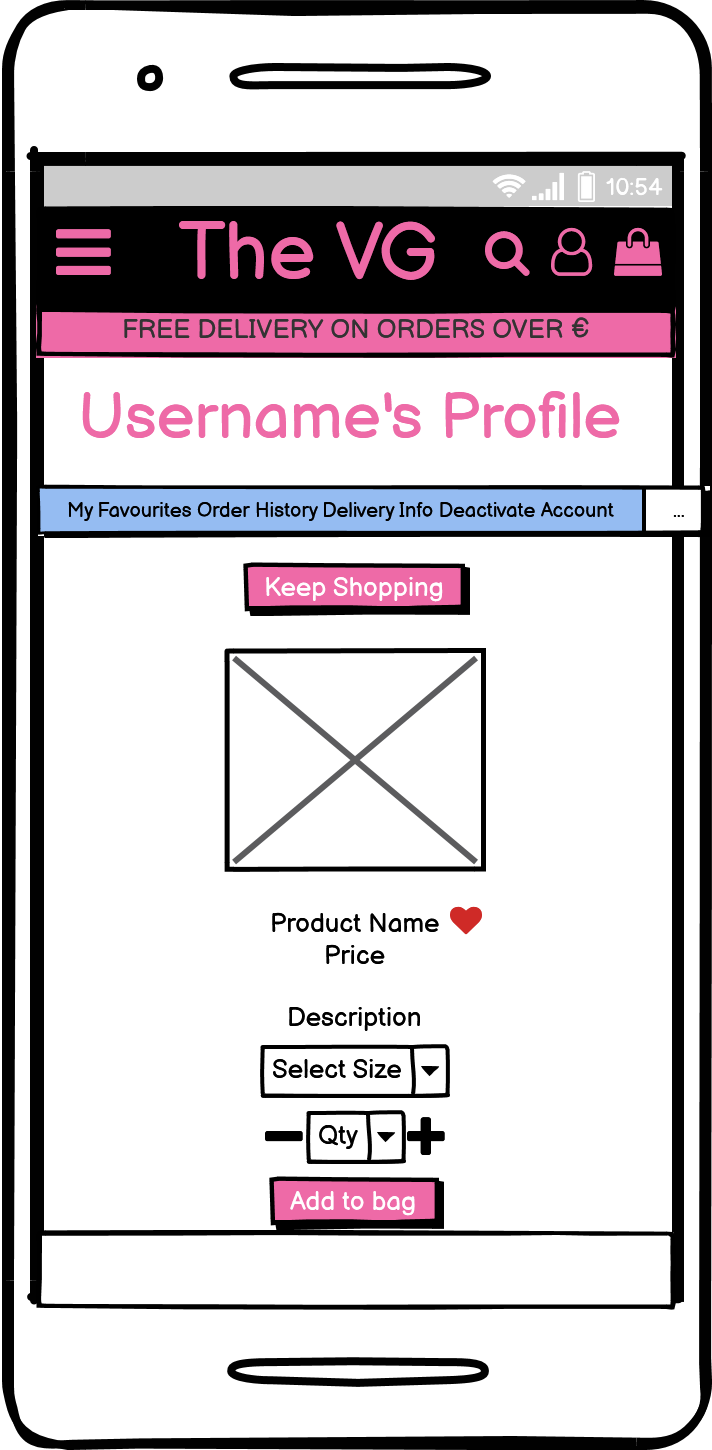 10:54
The VG
FREE DELIVERY ON ORDERS OVER €
Username's Profile
My Favourites Order History Delivery Info Deactivate Account ...
Keep Shopping
Product Name
Price
Description
Select Size
Qty
Add to bag